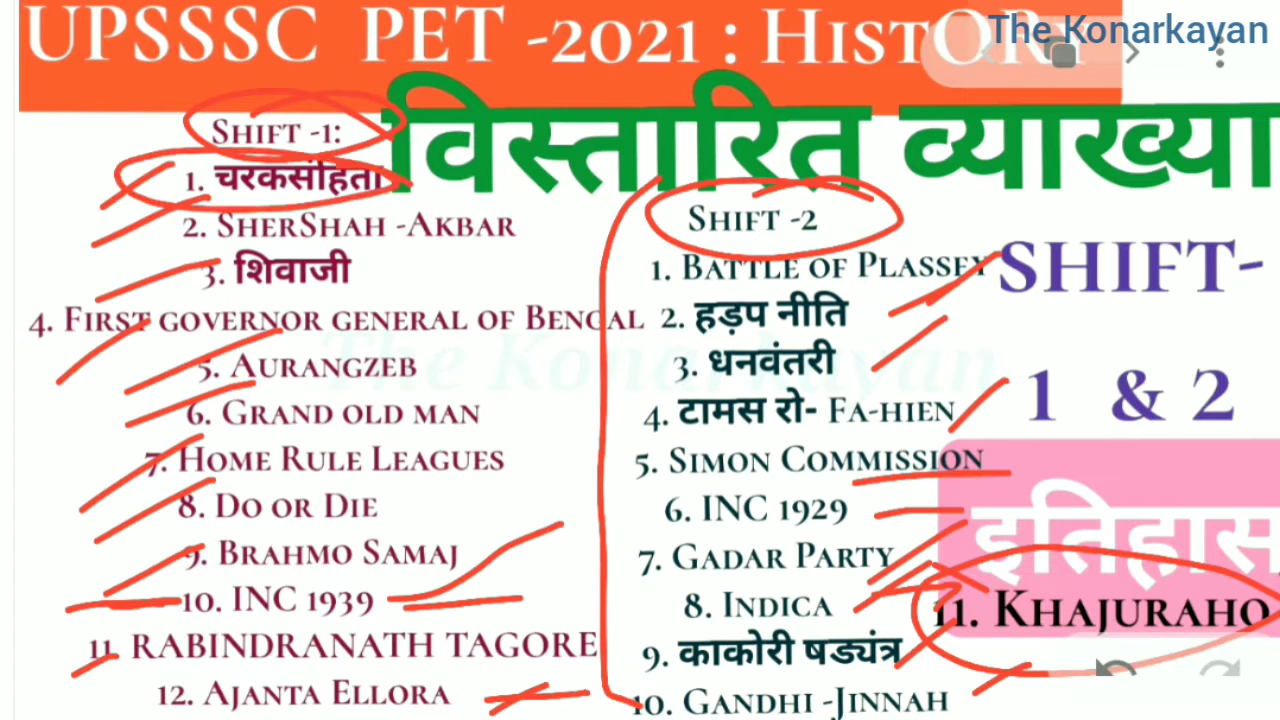 UPSSSC PET -2021 : HISTORY
The Konarkayan
विस्तारित व्याख्या
SHIFT -1:
1. चरकसंहिता
2. SHERSHAH -AKBAR
3. शिवाजी
4. FIRST GOVERNOR GENERAL OF BENGAL
5. AURANGZEB
6. GRAND OLD MAN
7. HOME RULE LEAGUES
8. DO OR DIE
9. BRAHMO SAMAJ
10. INC 1939
11. RABINDRANATH TAGORE
12. AJANTA ELLORA
SHIFT -2
1. BATTLE OF PLASSEY
2. हड़प नीति
3. धनवंतरी
4. टामस रो- FA-HIEN
5. SIMON COMMISSION
6. INC 1929
7. GADAR PARTY
8. INDICA
9. काकोरी षड्यंत्र
10. GANDHI -JINNAH
11. KHAJURAHO
SHIFT-
1 & 2
इतिहास
The Konarkayan